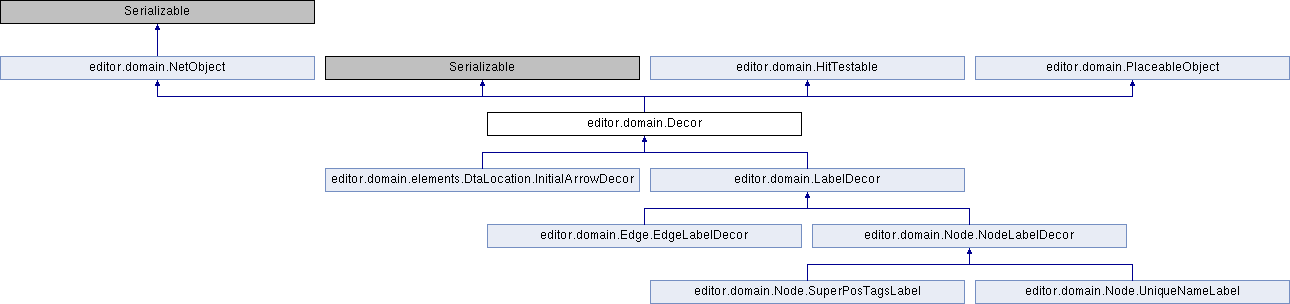 Serializable
editor.domain.NetObject
Serializable
editor.domain.HitTestable
editor.domain.PlaceableObject
editor.domain.Decor
editor.domain.elements.DtaLocation.InitialArrowDecor
editor.domain.LabelDecor
editor.domain.Edge.EdgeLabelDecor
editor.domain.Node.NodeLabelDecor
editor.domain.Node.SuperPosTagsLabel
editor.domain.Node.UniqueNameLabel